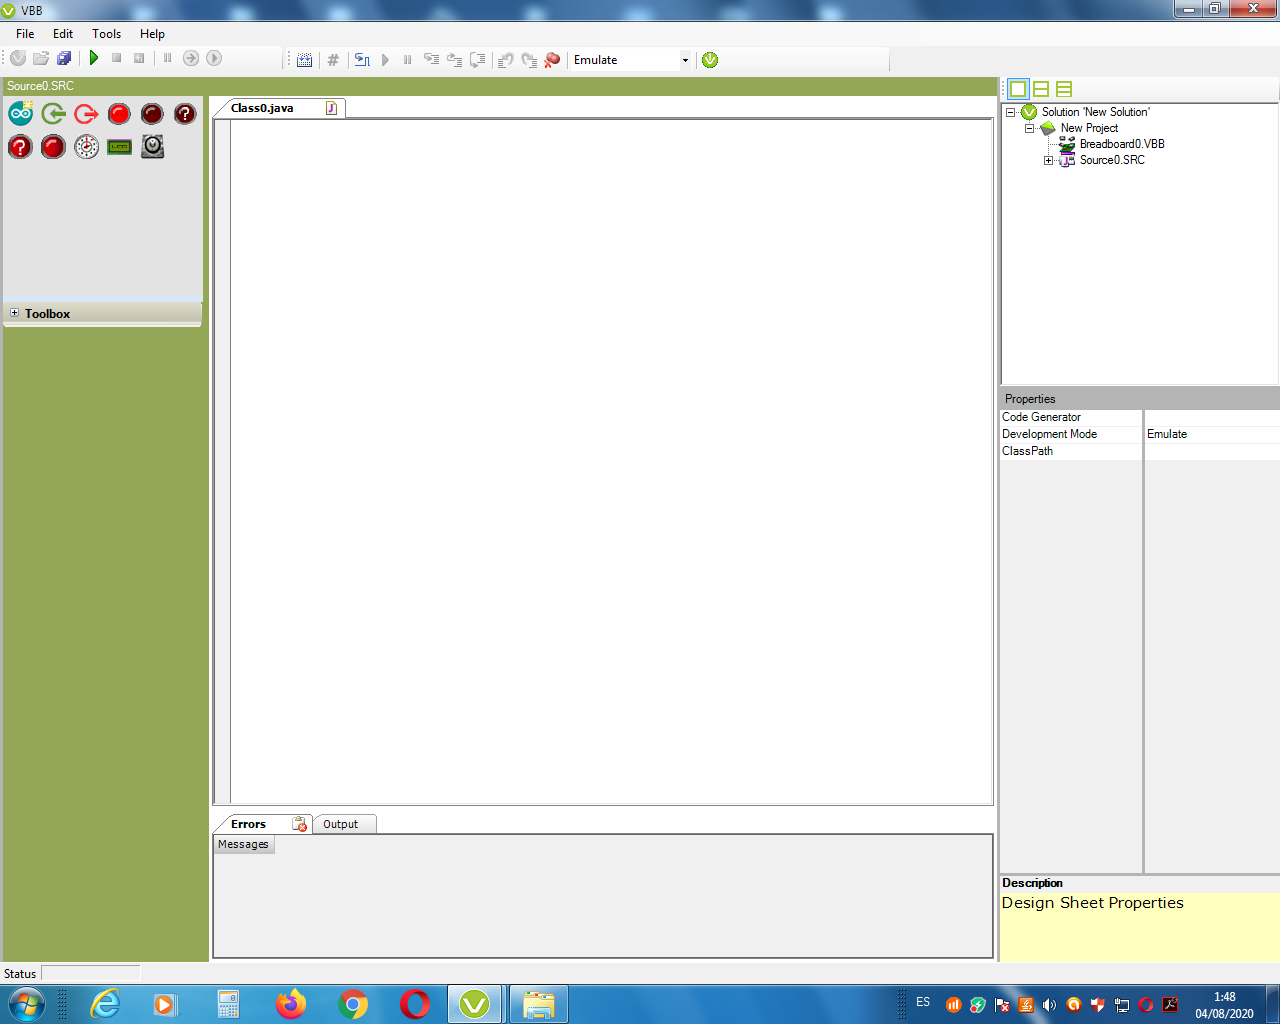 VBB
File Edit Tools Help
# Emulate
Source0.SRC
Class0.java
Toolbox
Solution 'New Solution'
New Project
Breadboard0.VBB
Source0.SRC
Properties
Code Generator
Development Mode Emulate
ClassPath
Errors Output
Messages
Description
Design Sheet Properties
Status
ES
1:48
04/08/2020